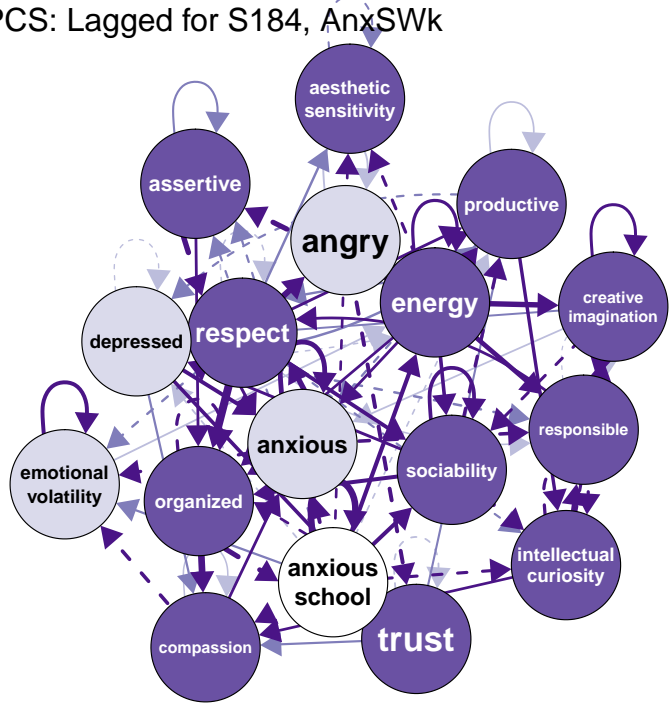 PCS: Lagged for S184, AnxSWk
aesthetic
sensitivity
assertive
productive
angry
energy
creative
imagination
respect
depressed
responsible
anxious
sociability
emotional
volatility
organized
intellectual
curiosity
anxious
school
trust
compassion